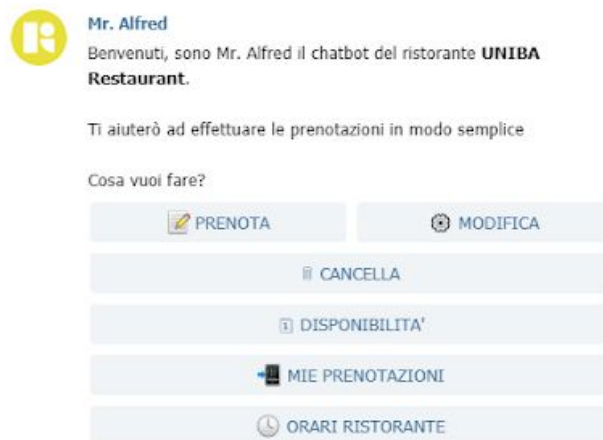 Mr. Alfred
Benvenuti, sono Mr. Alfred il chatbot del ristorante UNIBA
Restaurant.
Ti aiuterò ad effettuare le prenotazioni in modo semplice
Cosa vuoi fare?
PRENOTA
MODIFICA
CANCELLA
DISPONIBILITA'
MIE PRENOTAZIONI
ORARI RISTORANTE